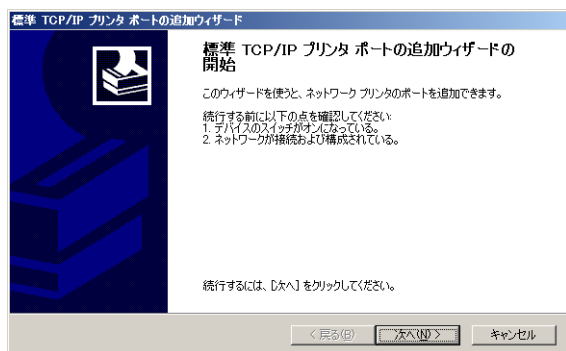 標準 TCP/IP プリンタ ポートの追加ウィザード
標準 TCP/IP プリンタ ポートの追加ウィザードの
開始
このウィザードを使うと、ネットワーク プリンタのポートを追加できます。
続行する前に以下の点を確認してください:
1. デバイスのスイッチがオンになっている。
2. ネットワークが接続および構成されている。
続行するには、[次へ] をクリックしてください。
< 戻る(B)
次へ(N) >
キャンセル